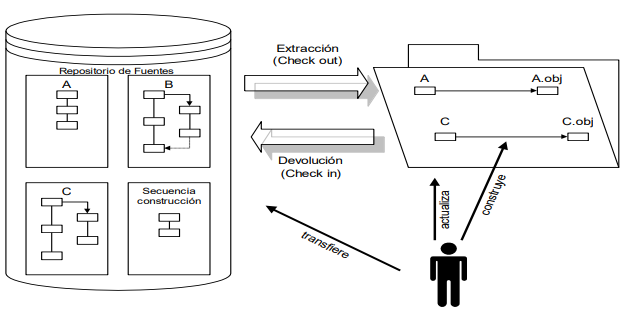 Repositorio de Fuentes
A
B
C
Secuencia
construcción
Extracción
(Check out)
Devolución
(Check in)
A
A.obj
C
C.obj
actualiza
construye
transfiere